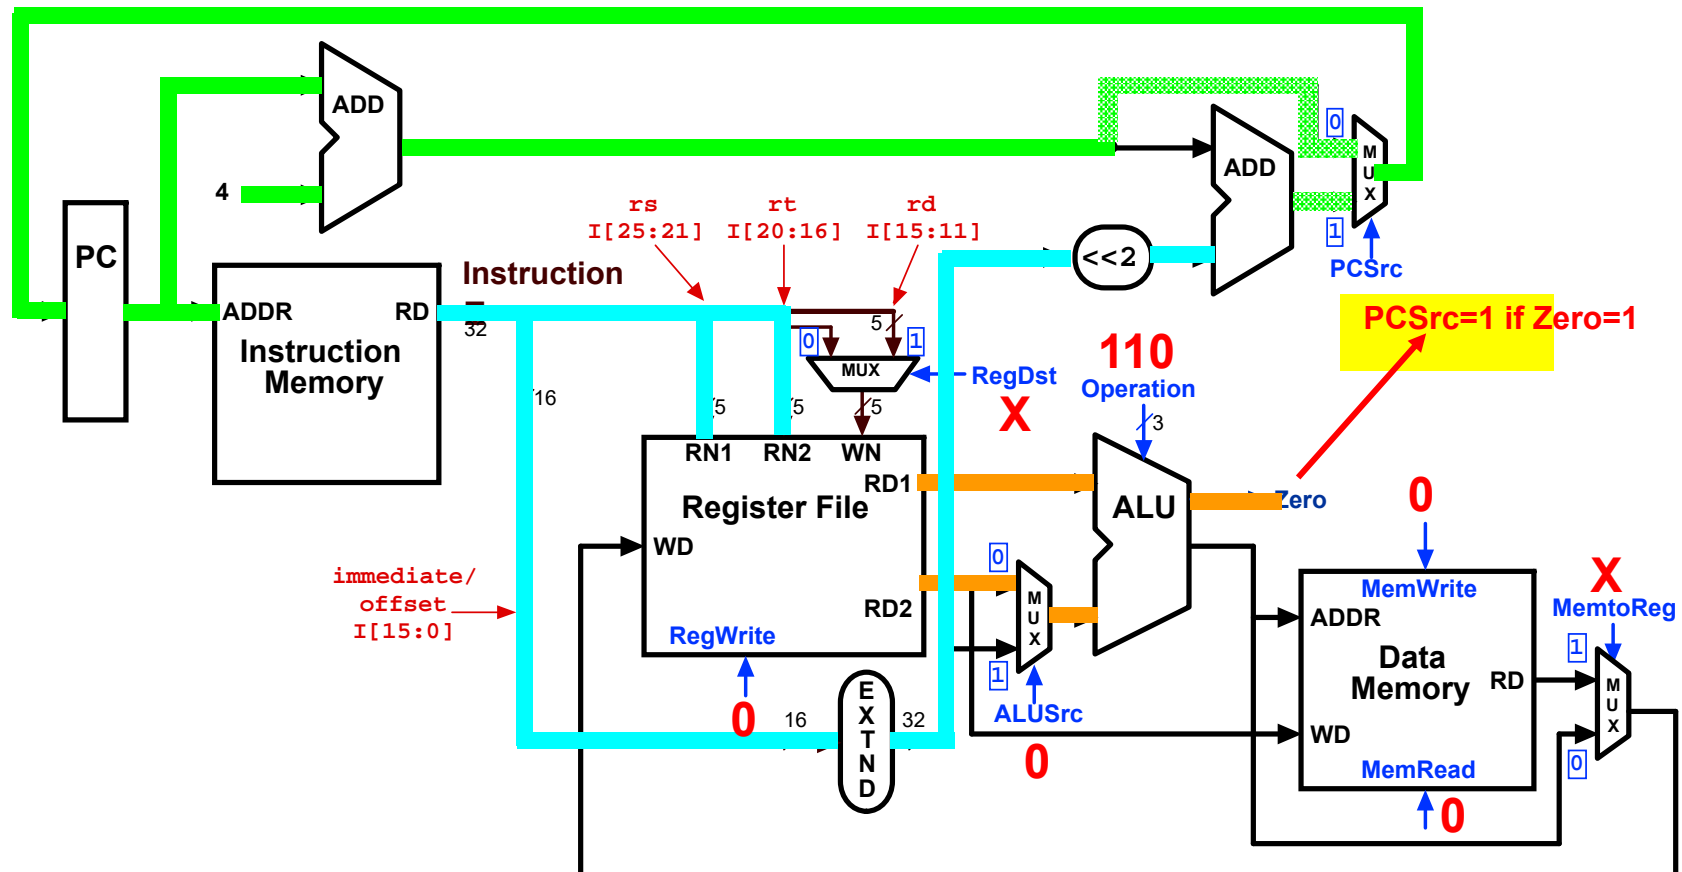 ADD
4
PC
ADDR
RD
Instruction
Memory
Instruction
32
rs
I[25:21]
rt
I[20:16]
rd
I[15:11]
5
0
1
MUX
RegDst
X
16
5
5
5
RN1
RN2
WN
RD1
Register File
WD
RD2
RegWrite
0
immediate/
offset
I[15:0]
16
E
X
T
N
D
32
<<2
ADD
0
M
U
X
1
PCSrc
PCSrc=1 if Zero=1
110
Operation
3
ALU
Zero
0
M
U
X
1
ALUSrc
0
0
MemWrite
ADDR
Data
Memory
RD
WD
MemRead
0
X
MemtoReg
1
M
U
X
0